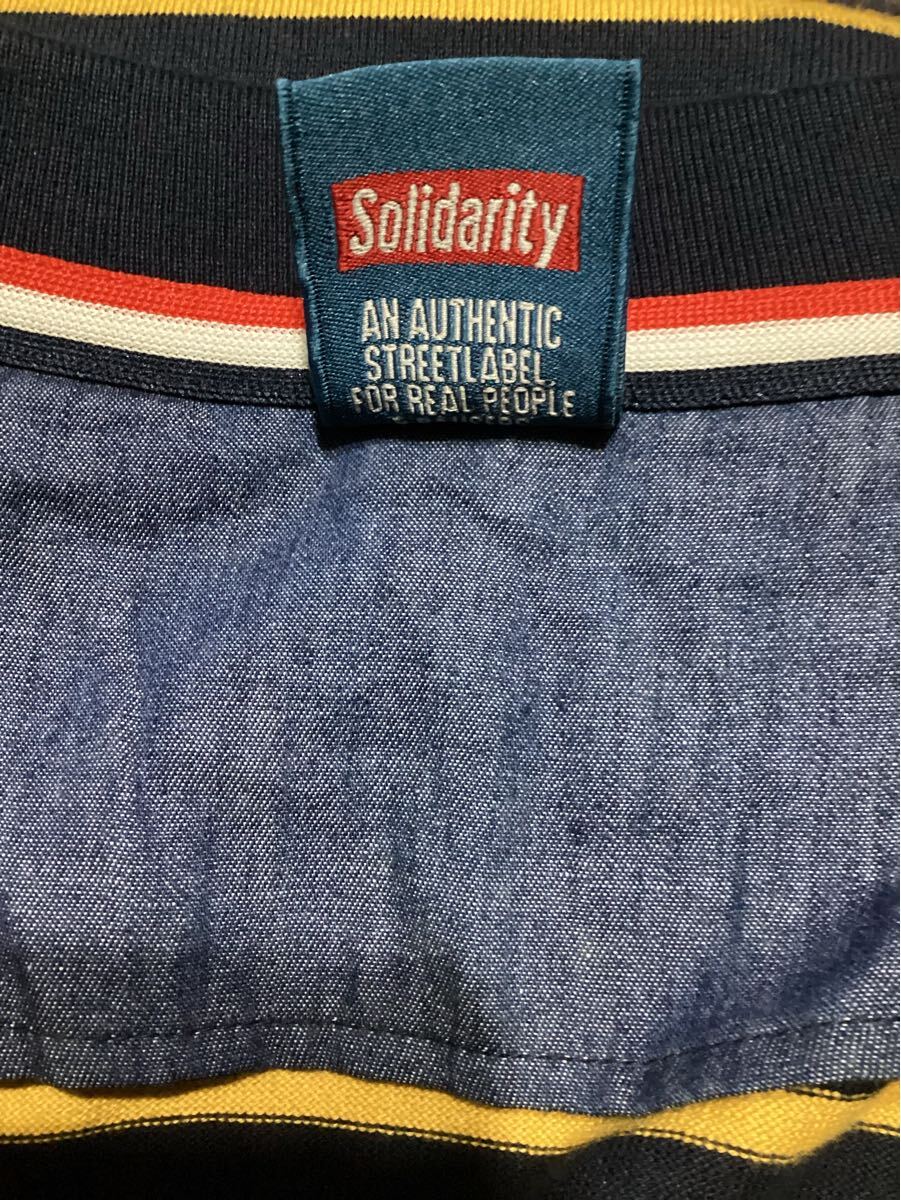 Solidarity
AN AUTHENTIC
STREETLABEL
FOR REAL PEOPLE